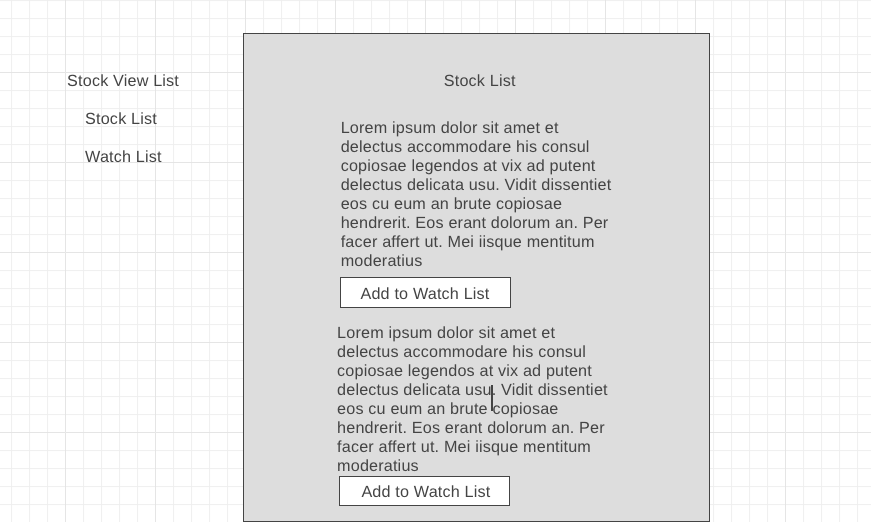 Stock View List
Stock List
Watch List
Stock List
Lorem ipsum dolor sit amet et
delectus accommodare his consul
copiosae legendos at vix ad putent
delectus delicata usu. Vidit dissentiet
eos cu eum an brute copiosae
hendrerit. Eos erant dolorum an. Per
facer affert ut. Mei iisque mentitum
moderatius
Add to Watch List
Lorem ipsum dolor sit amet et
delectus accommodare his consul
copiosae legendos at vix ad putent
delectus delicata usu. Vidit dissentiet
eos cu eum an brute copiosae
hendrerit. Eos erant dolorum an. Per
facer affert ut. Mei iisque mentitum
moderatius
Add to Watch List